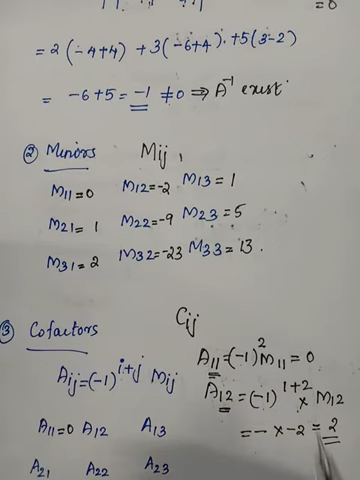 = 0
= 2 (-4+4) + 3 (-6+4) + 5 (3-2)
= -6+5 = -1 ≠ 0 ⇒ A⁻¹ exist
② Minors Mij
M11=0 M12=-2 M13=1
M21=1 M22=-9 M23=5
M31=2 M32=-23 M33=13.
③ Cofactors Cij
Aij=(-1)^i+j Mij
A11=(-1)²M11=0
A12=(-1)^1+2 × M12
= - × -2 = 2
A11=0 A12 A13
A21 A22 A23